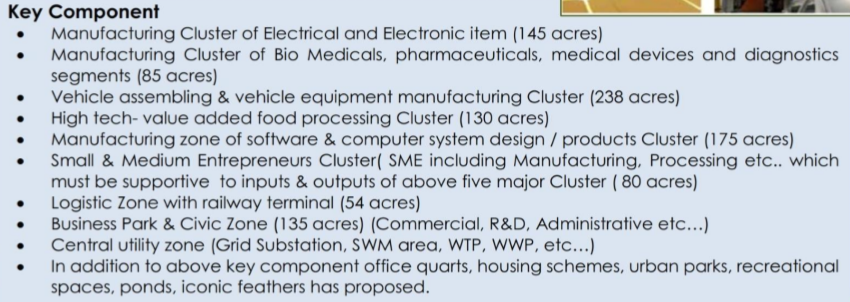 Key Component
• Manufacturing Cluster of Electrical and Electronic item (145 acres)
• Manufacturing Cluster of Bio Medicals, pharmaceuticals, medical devices and diagnostics
segments (85 acres)
• Vehicle assembling & vehicle equipment manufacturing Cluster (238 acres)
• High tech- value added food processing Cluster (130 acres)
• Manufacturing zone of software & computer system design / products Cluster (175 acres)
• Small & Medium Entrepreneurs Cluster( SME including Manufacturing, Processing etc.. which
must be supportive to inputs & outputs of above five major Cluster ( 80 acres)
• Logistic Zone with railway terminal (54 acres)
• Business Park & Civic Zone (135 acres) (Commercial, R&D, Administrative etc...)
• Central utility zone (Grid Substation, SWM area, WTP, WWP, etc...)
• In addition to above key component office quarts, housing schemes, urban parks, recreational
spaces, ponds, iconic feathers has proposed.